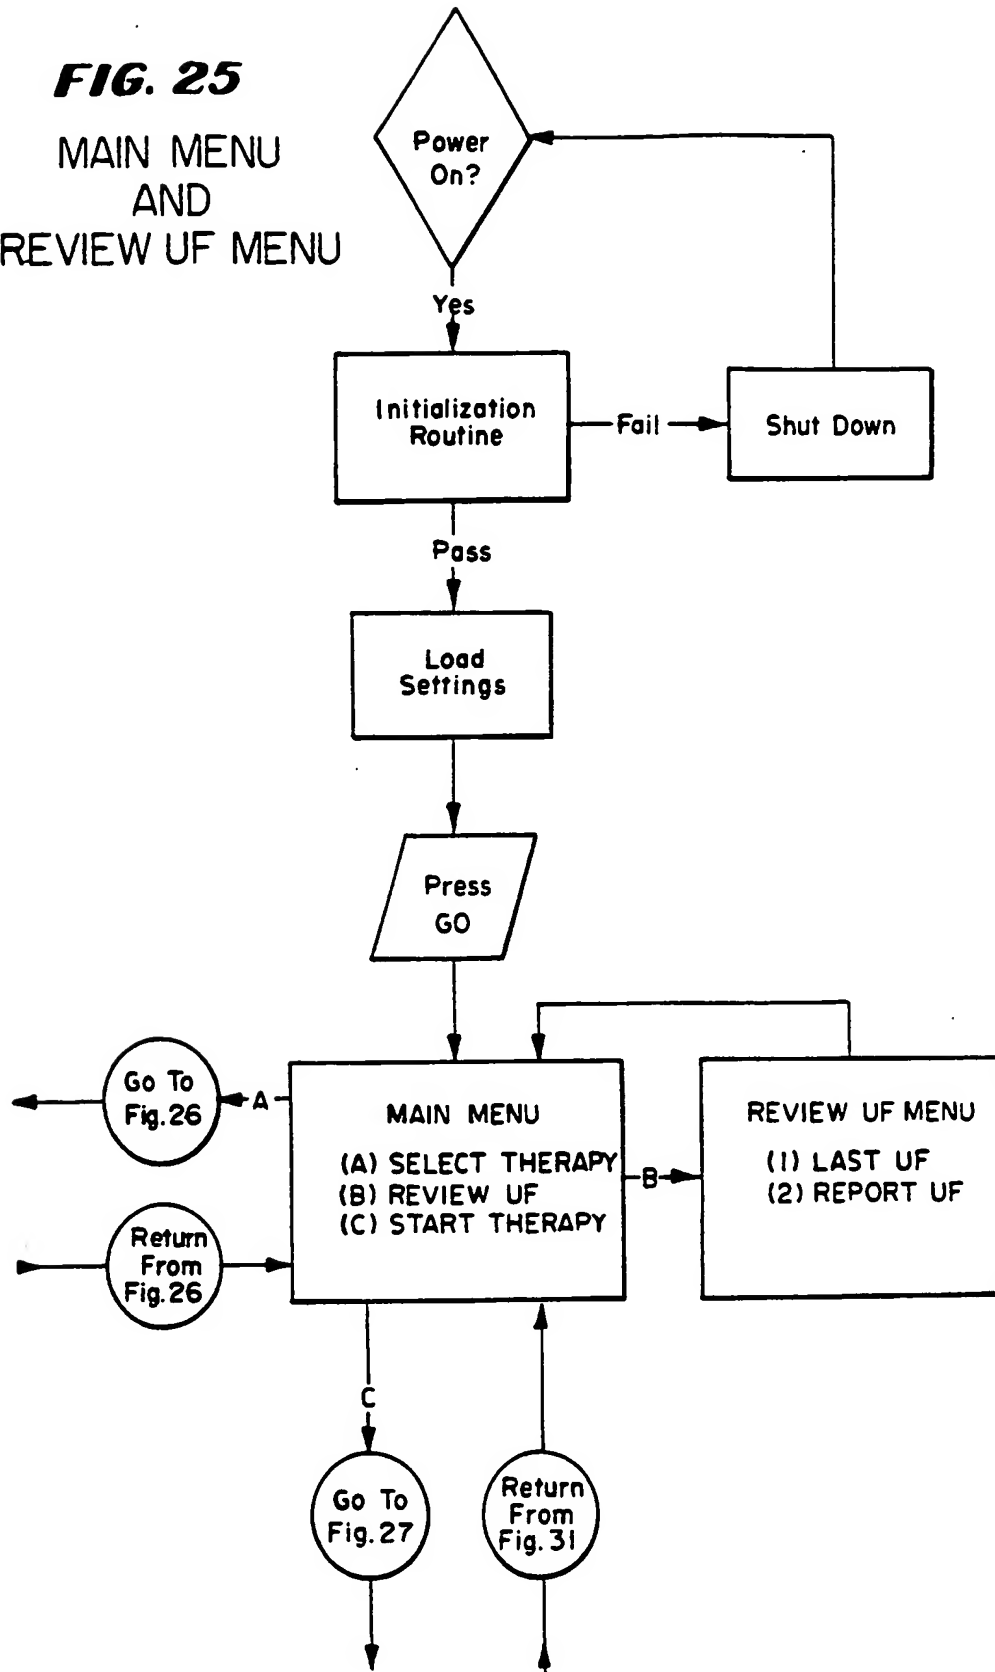 FIG. 25
MAIN MENU
AND
REVIEW UF MENU
Power
On?
Yes
Initialization
Routine
Fail
Shut Down
Pass
Load
Settings
Press
GO
Go To
Fig. 26
A
MAIN MENU
(A) SELECT THERAPY
(B) REVIEW UF
(C) START THERAPY
B
REVIEW UF MENU
(1) LAST UF
(2) REPORT UF
Return
From
Fig. 26
C
Go To
Fig. 27
Return
From
Fig. 31